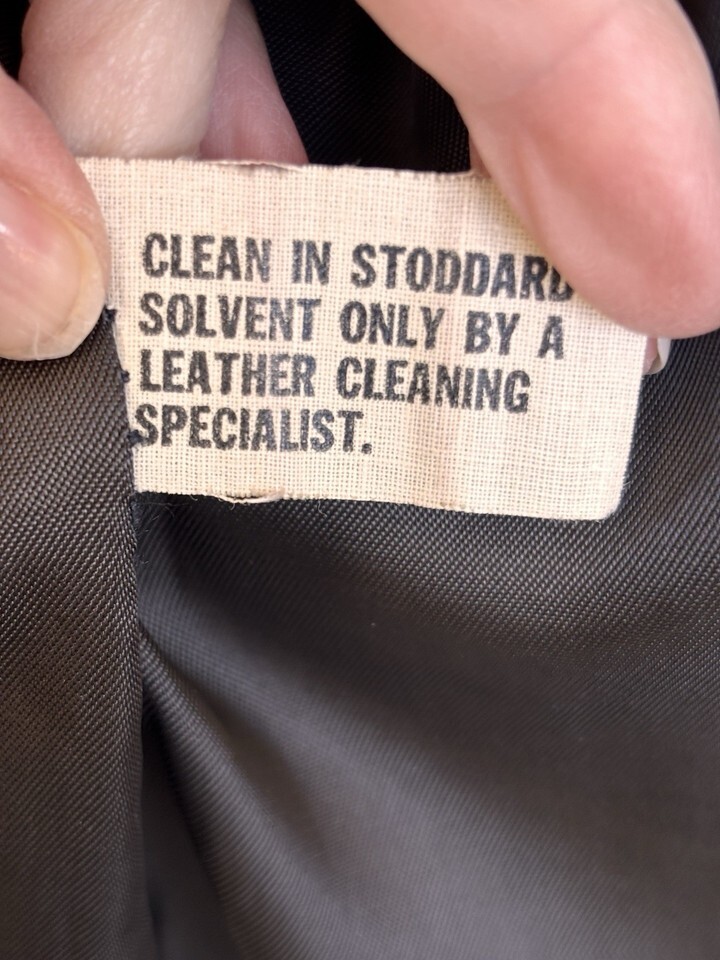 CLEAN IN STODDARD
SOLVENT ONLY BY A
LEATHER CLEANING
SPECIALIST.